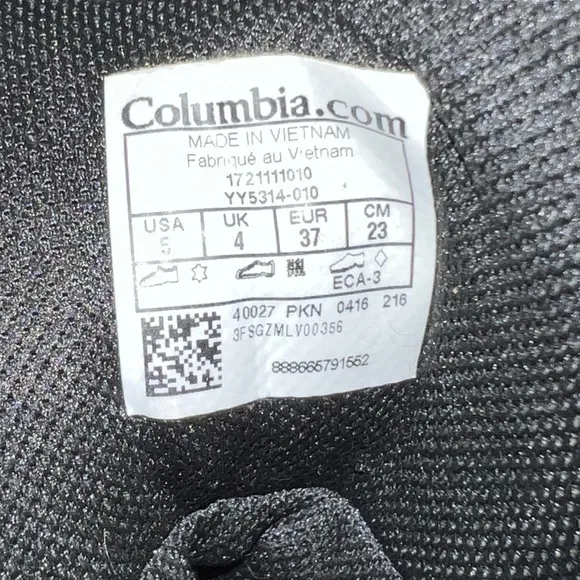 Columbia.com
MADE IN VIETNAM
Fabriqué au Vietnam
1721111010
YY5314-010
USA UK EUR CM
5 4 37 23
ECA-3
40027 PKN 0416 216
3FSGZMLV00356
888665791552